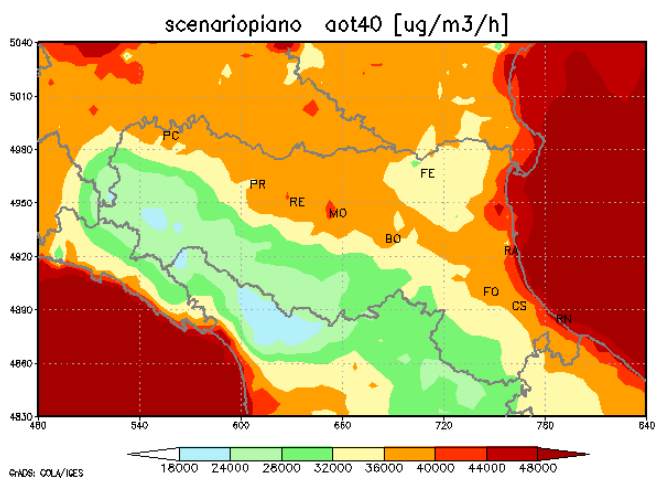 scenariopiano aot40 [ug/m3/h]
5040
5010
4980
4950
4920
4890
4860
4830
PC
FE
PR
RE
MO
BO
RA
FO
CS
RN
480 540 600 660 720 780 840
18000 24000 28000 32000 36000 40000 44000 48000
GrADS: COLA/IGES